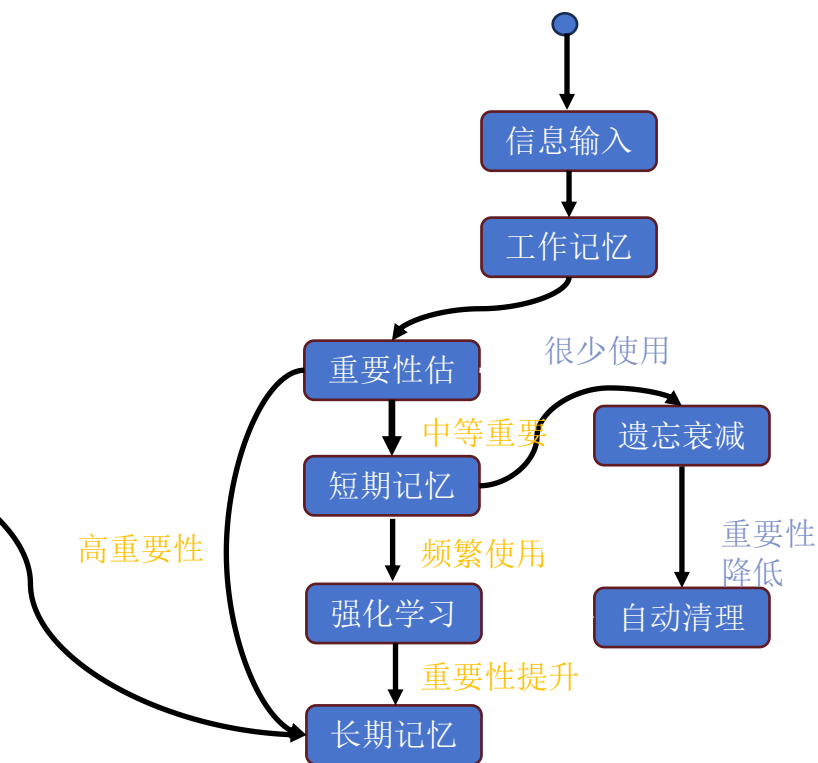 信息输入
工作记忆
很少使用
重要性估
中等重要
遗忘衰减
短期记忆
高重要性
频繁使用
重要性
降低
强化学习
自动清理
重要性提升
长期记忆